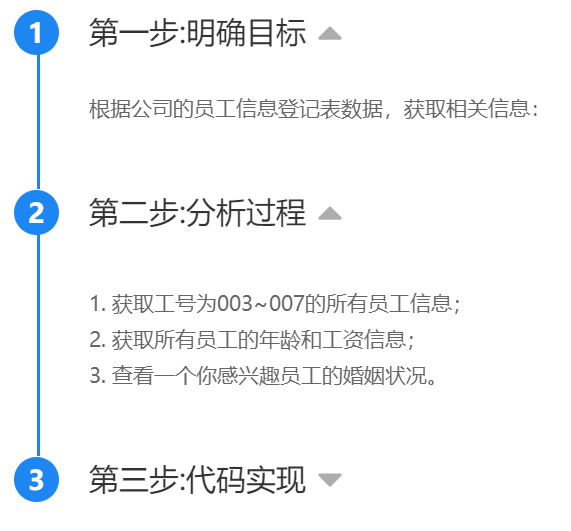 1 第一步:明确目标
根据公司的员工信息登记表数据，获取相关信息：
2 第二步:分析过程
1. 获取工号为003~007的所有员工信息；
2. 获取所有员工的年龄和工资信息；
3. 查看一个你感兴趣员工的婚姻状况。
3 第三步:代码实现